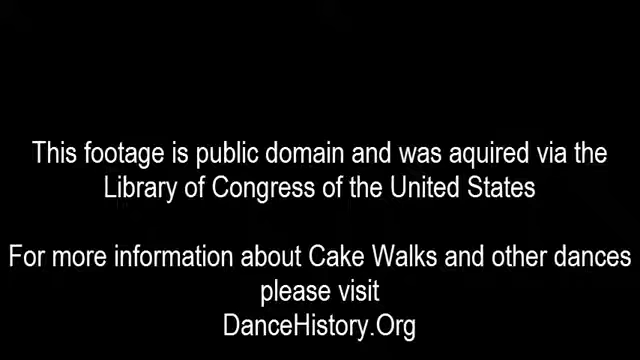 This footage is public domain and was aquired via the
Library of Congress of the United States
For more information about Cake Walks and other dances
please visit
DanceHistory.Org